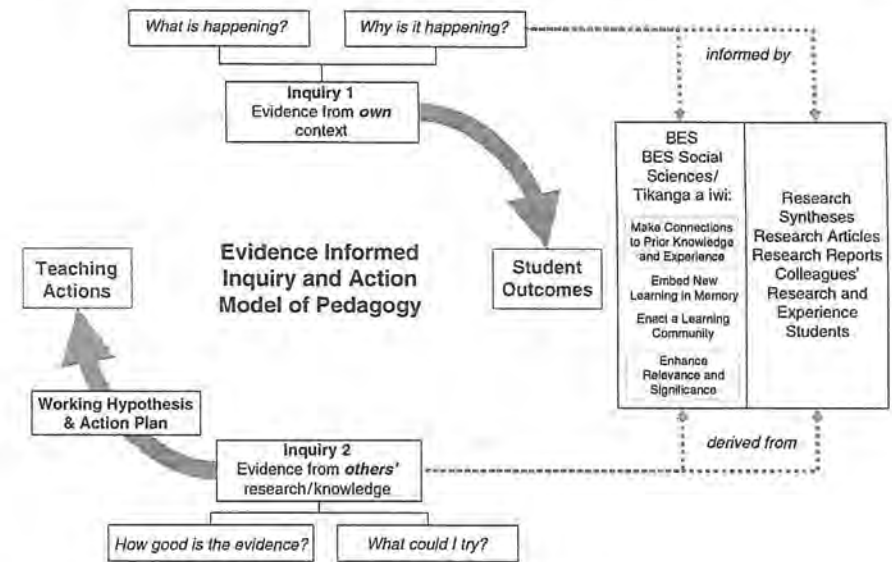 What is happening?
Why is it happening?
informed by
Inquiry 1
Evidence from own
context
BES
BES Social
Sciences/
Tikanga a iwi:
Make Connections
to Prior Knowledge
and Experience
Embed New
Learning in Memory
Enact a Learning
Community
Enhance
Relevance and
Significance
Research
Syntheses
Research Articles
Research Reports
Colleagues'
Research and
Experience
Students
Evidence Informed
Inquiry and Action
Model of Pedagogy
Teaching
Actions
Student
Outcomes
Working Hypothesis
& Action Plan
Inquiry 2
Evidence from others'
research/knowledge
derived from
How good is the evidence?
What could I try?